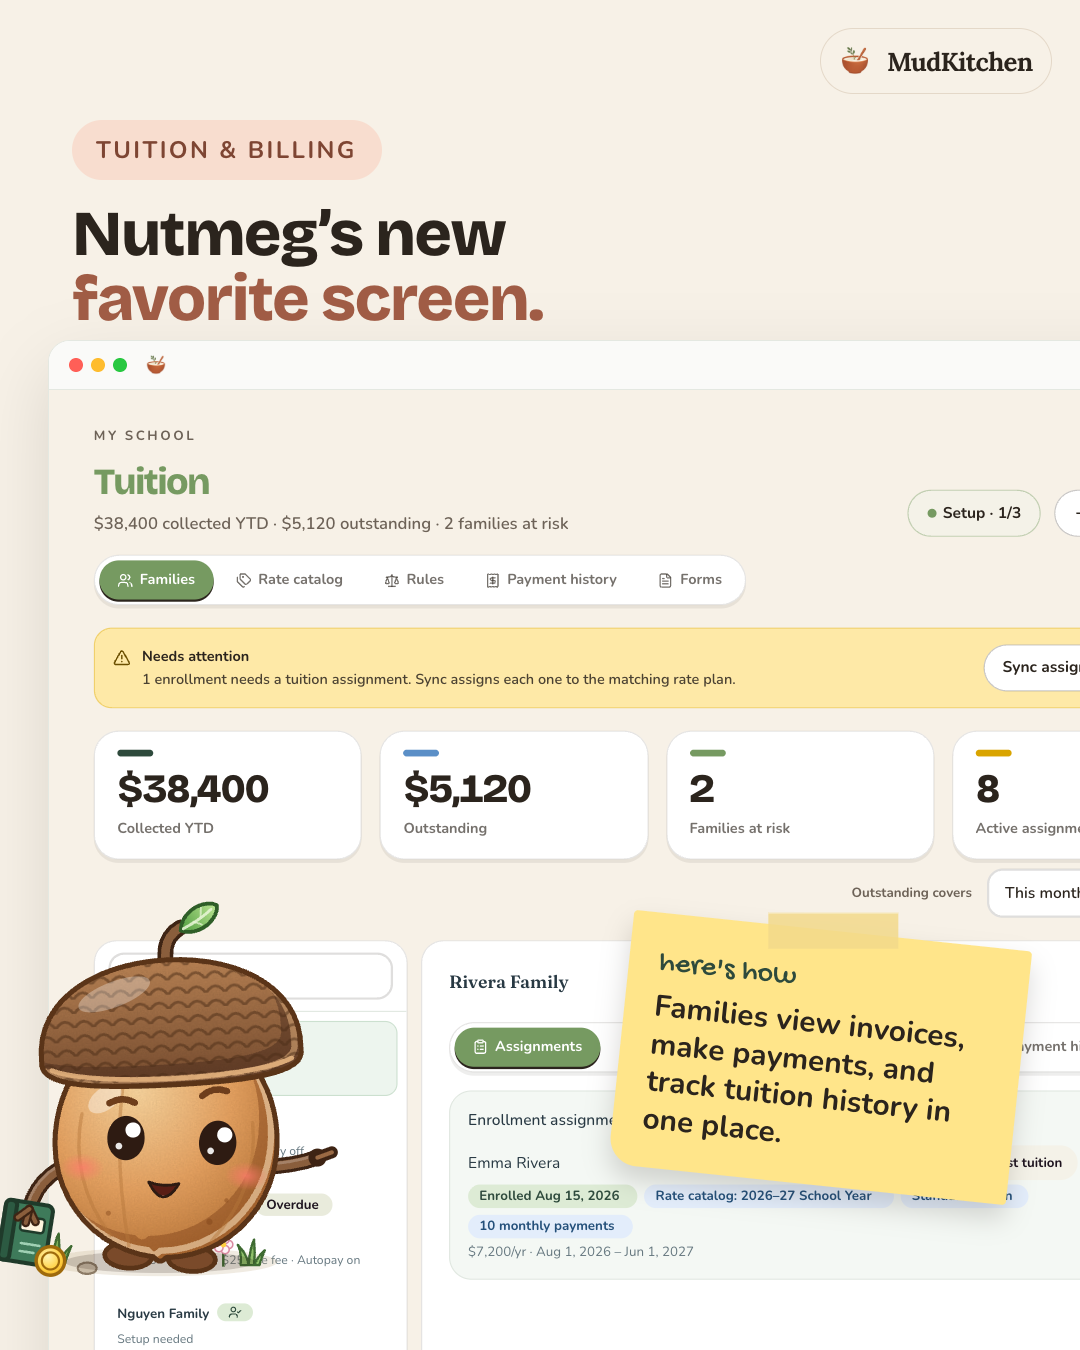 MudKitchen
TUITION & BILLING
Nutmeg's new
favorite screen.
MY SCHOOL
Tuition
$38,400 collected YTD · $5,120 outstanding · 2 families at risk
Setup · 1/3
Families
Rate catalog
Rules
Payment history
Forms
Needs attention
1 enrollment needs a tuition assignment. Sync assigns each one to the matching rate plan.
Sync
$38,400
Collected YTD
$5,120
Outstanding
2
Families at risk
8
Active
Outstanding covers
This month
Rivera Family
Assignments
here's how
Families view invoices,
make payments, and
track tuition history in
one place.
Enrollment
Emma Rivera
tuition
Enrolled Aug 15, 2026
Rate catalog: 2026–27 School Year
10 monthly payments
$7,200/yr · Aug 1, 2026 – Jun 1, 2027
off
Overdue
fee · Autopay on
Nguyen Family
Setup needed